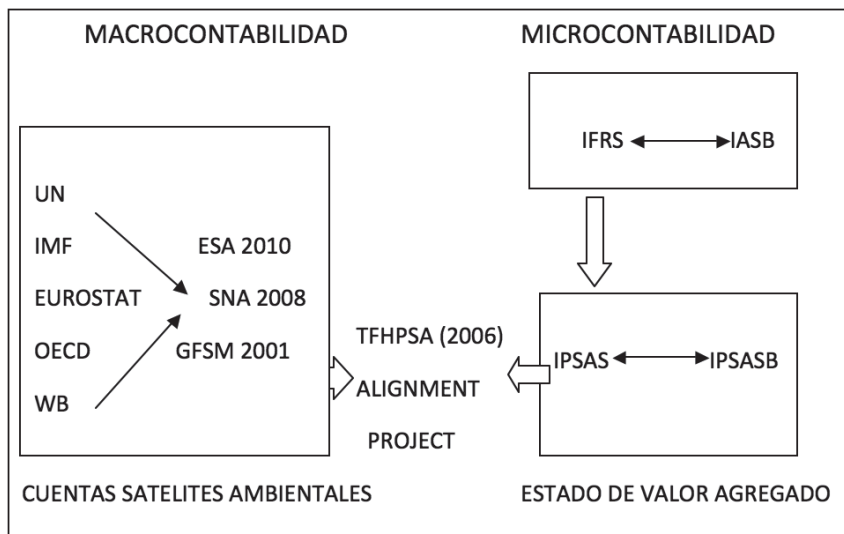 MACROCONTABILIDAD
MICROCONTABILIDAD
IFRS IASB
UN
IMF ESA 2010
EUROSTAT SNA 2008
OECD GFSM 2001
WB
TFHPSA (2006)
ALIGNMENT
PROJECT
IPSAS IPSASB
CUENTAS SATELITES AMBIENTALES
ESTADO DE VALOR AGREGADO